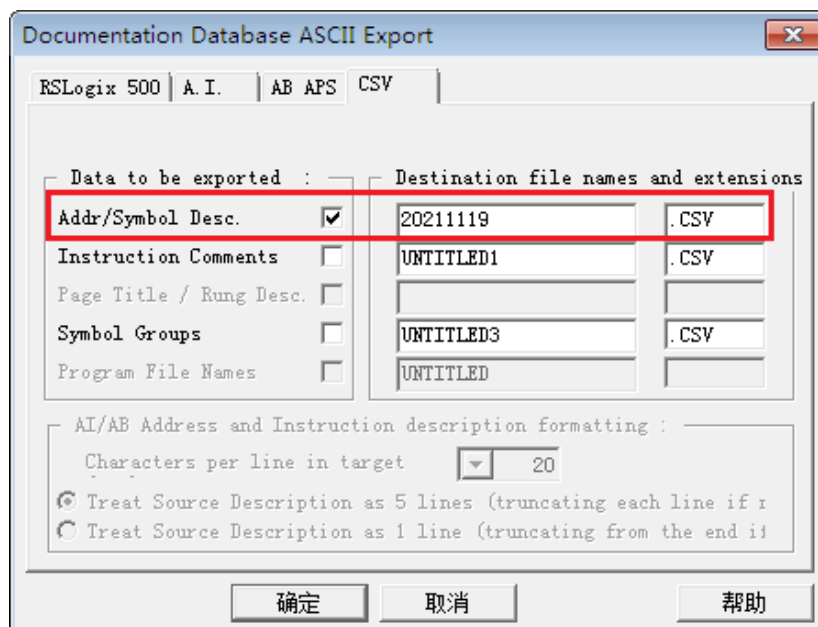 Documentation Database ASCII Export
RSLogix 500 A.I. AB APS CSV
Data to be exported : Destination file names and extensions
Addr/Symbol Desc. 20211119 .CSV
Instruction Comments UNTITLED1 .CSV
Page Title / Rung Desc.
Symbol Groups UNTITLED3 .CSV
Program File Names UNTITLED
AI/AB Address and Instruction description formatting :
Characters per line in target 20
Treat Source Description as 5 lines (truncating each line if
Treat Source Description as 1 line (truncating from the end
确定 取消 帮助